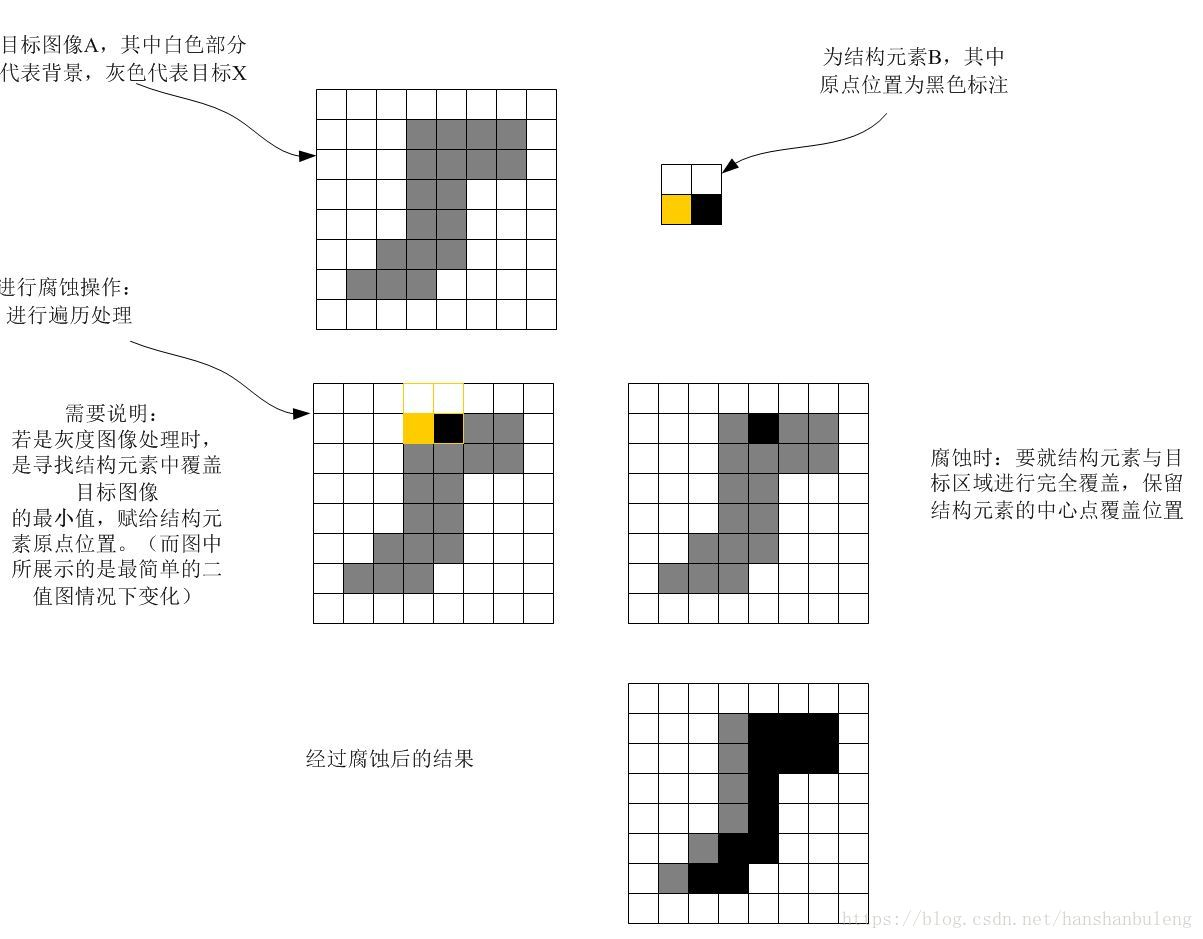 目标图像A，其中白色部分
代表背景，灰色代表目标X
为结构元素B，其中
原点位置为黑色标注
进行腐蚀操作：
进行遍历处理
需要说明：
若是灰度图像处理时，
是寻找结构元素中覆盖
目标图像
的最小值，赋给结构元
素原点位置。（而图中
所展示的是最简单的二
值图情况下变化）
腐蚀时：要就结构元素与目
标区域进行完全覆盖，保留
结构元素的中心点覆盖位置
经过腐蚀后的结果
https://blog.csdn.net/hanshanbuleng